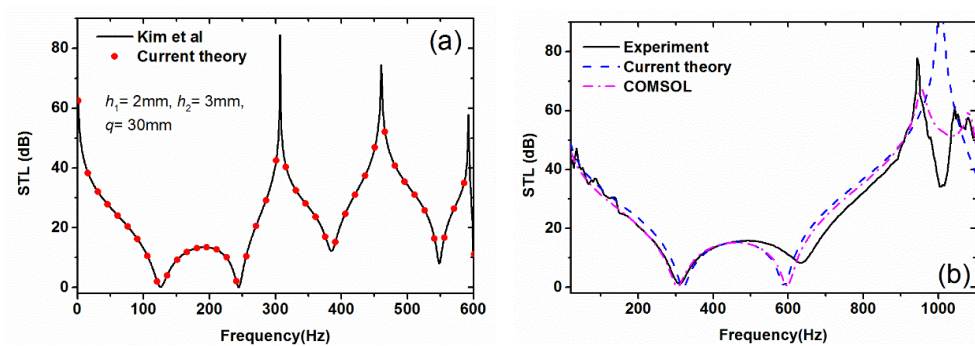 (a)
Kim et al
Current theory
h₁= 2mm, h₂= 3mm,
q= 30mm
STL (dB)
80
60
40
20
0
0 100 200 300 400 500 600
Frequency(Hz)
Experiment
Current theory
COMSOL
STL (dB)
80
60
40
20
0
200 400 600 800 1000
Frequency(Hz)
(b)